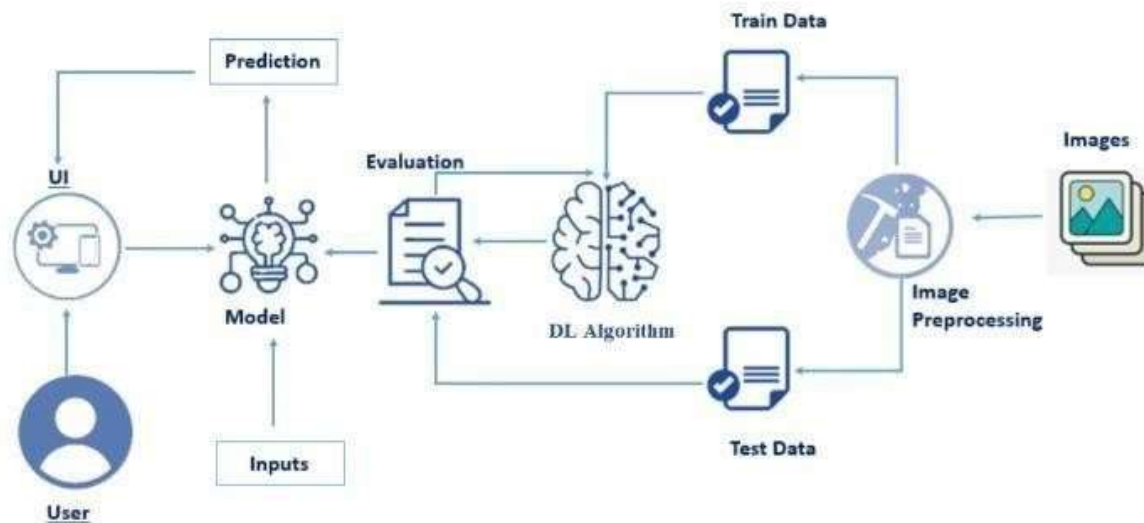 Train Data
Prediction
Images
Evaluation
UI
Image
Preprocessing
Model
DL Algorithm
Test Data
Inputs
User